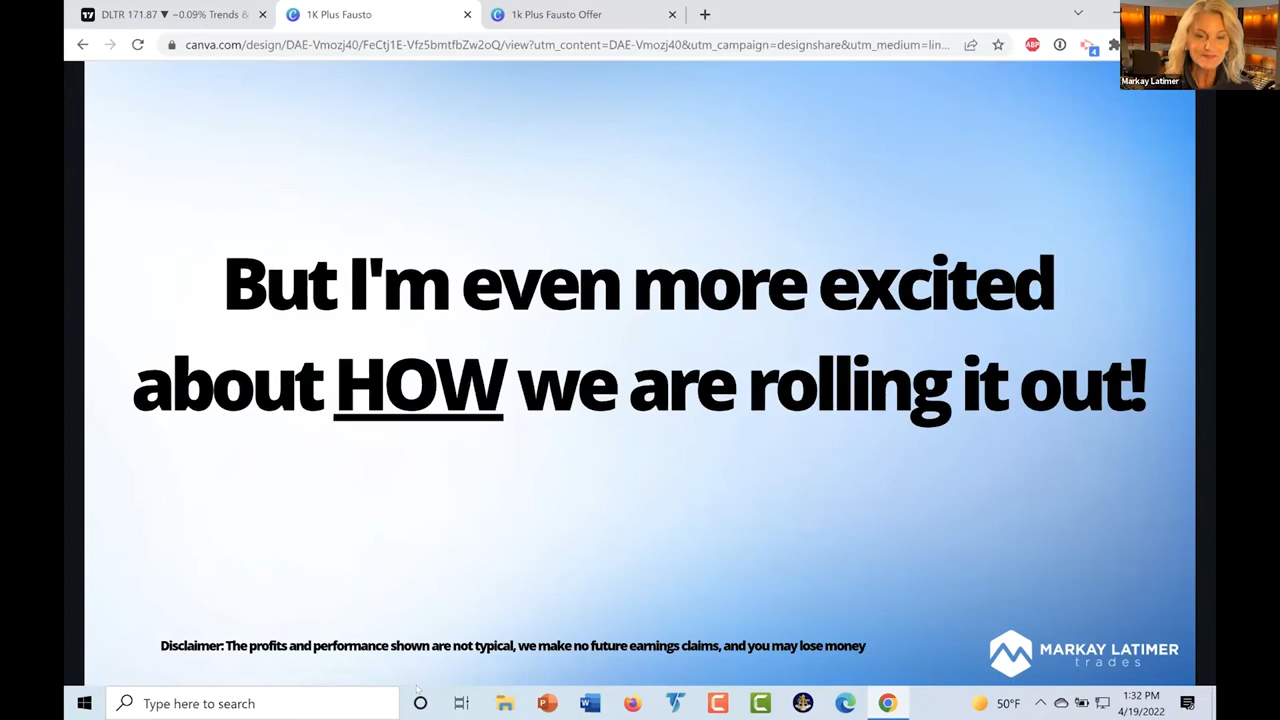 DLTR 171.87 ▼ −0.09% Trends &
1K Plus Fausto
1k Plus Fausto Offer
canva.com/design/DAE-Vmozj40/FeCtj1E-Vfz5bmtfbZw2oQ/view?utm_content=DAE-Vmozj40&utm_campaign=designshare&utm_medium=lin...
ABP
4
Markay Latimer
But I'm even more excited
about HOW we are rolling it out!
Disclaimer: The profits and performance shown are not typical, we make no future earnings claims, and you may lose money
MARKAY LATIMER
trades
Type here to search
50°F
1:32 PM
4/19/2022